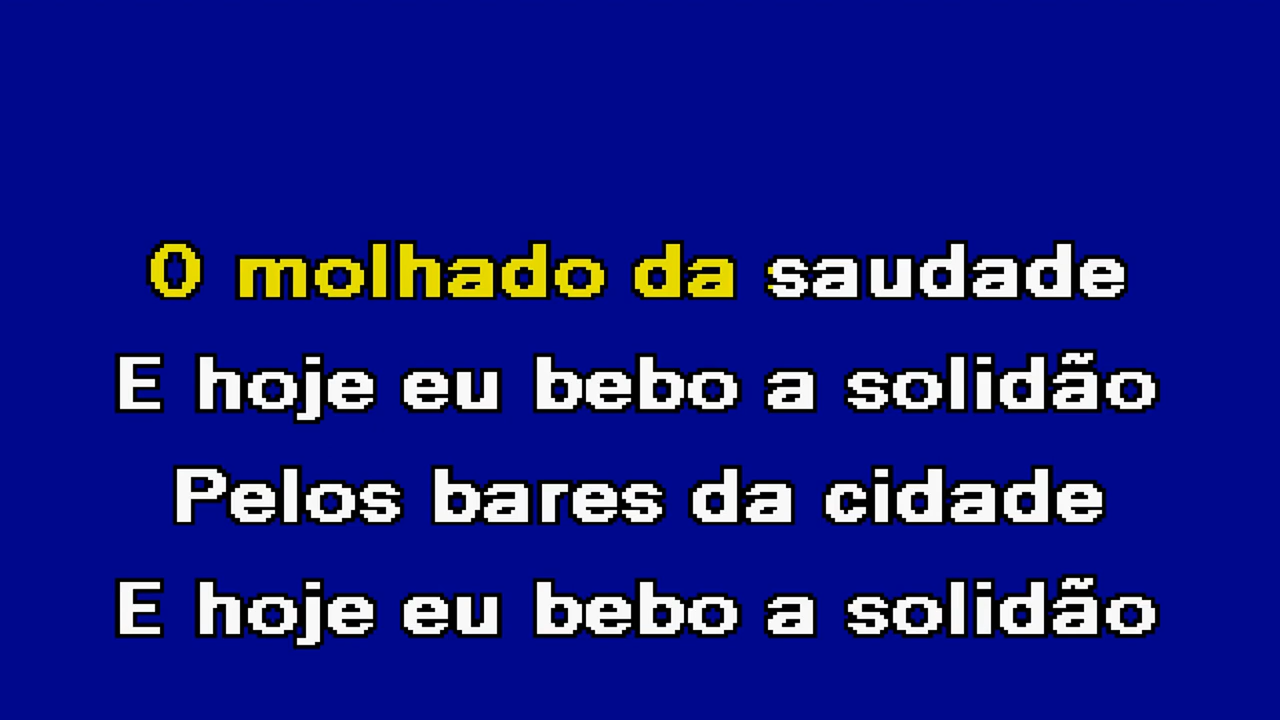 O molhado da saudade
E hoje eu bebo a solidão
Pelos bares da cidade
E hoje eu bebo a solidão